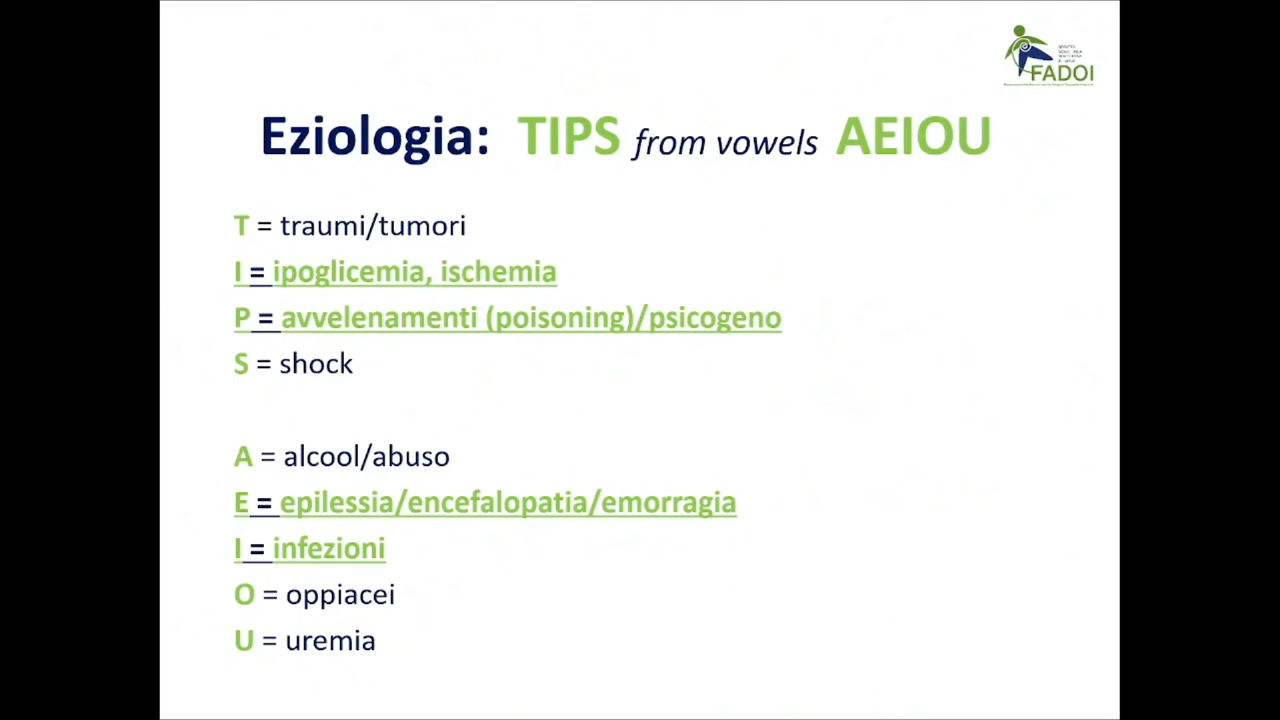 FADOI
Eziologia: TIPS from vowels AEIOU
T = traumi/tumori
I = ipoglicemia, ischemia
P = avvelenamenti (poisoning)/psicogeno
S = shock
A = alcool/abuso
E = epilessia/encefalopatia/emorragia
I = infezioni
O = oppiacei
U = uremia